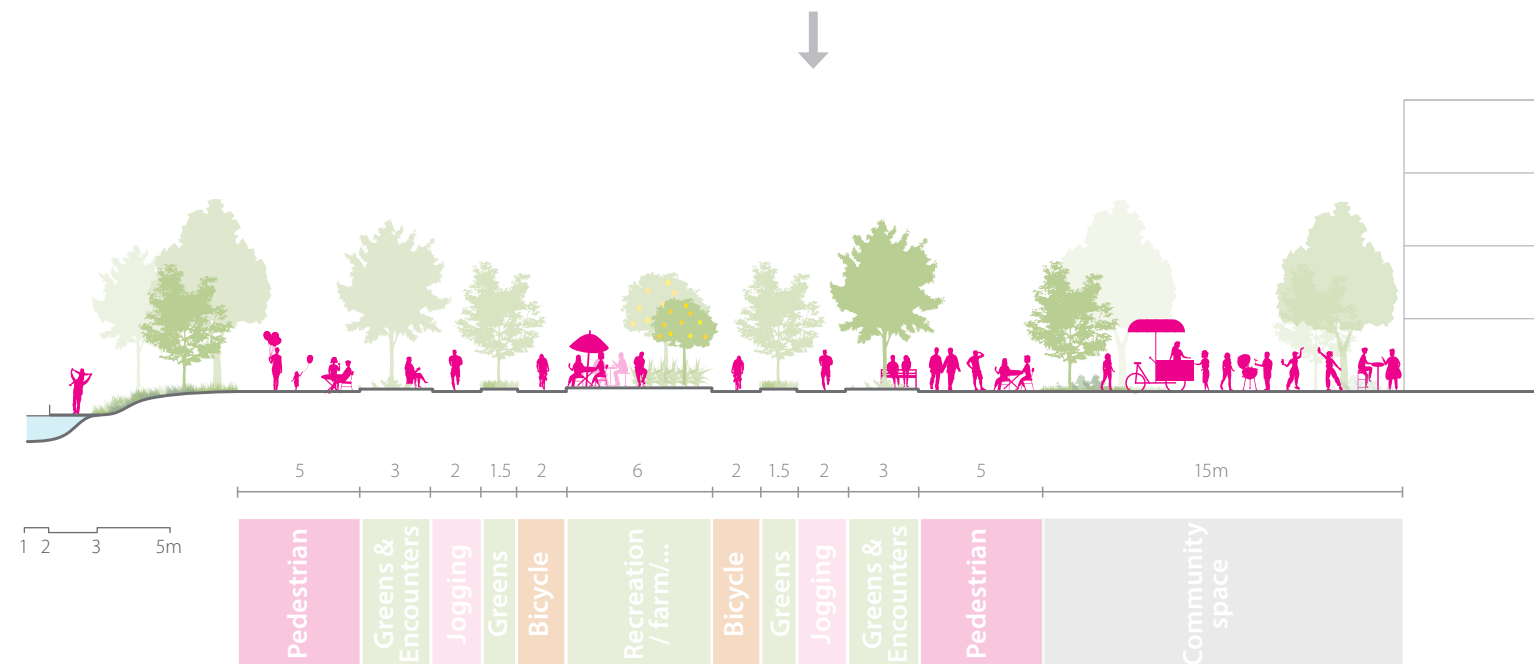 5 3 2 1.5 2 6 2 1.5 2 3 5 15m
1 2 3 5m
Pedestrian
Greens &
Encounters
Jogging
Greens
Bicycle
Recreation
/ farm/...
Bicycle
Greens
Jogging
Greens &
Encounters
Pedestrian
Community
space